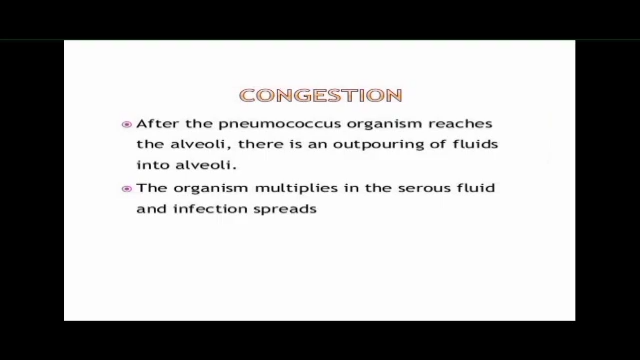 CONGESTION
After the pneumococcus organism reaches
the alveoli, there is an outpouring of fluids
into alveoli.
The organism multiplies in the serous fluid
and infection spreads